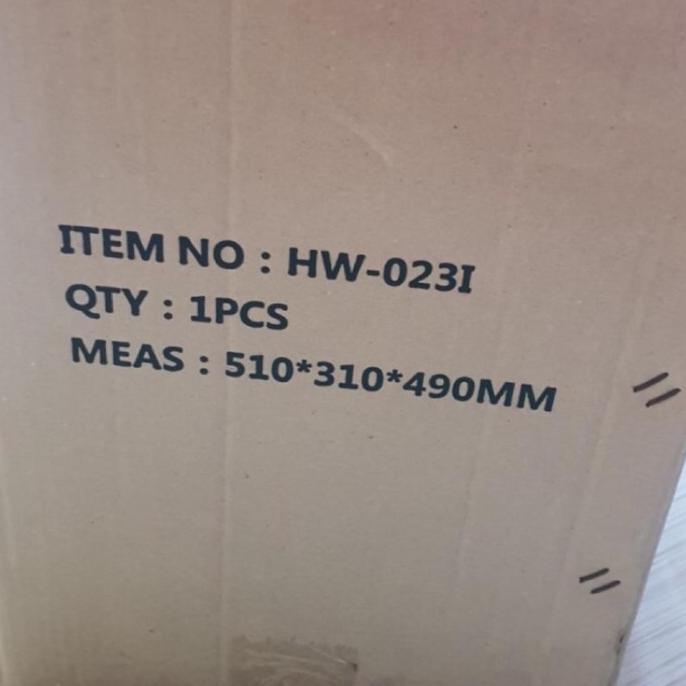 ITEM NO : HW-023I
QTY : 1PCS
MEAS : 510*310*490MM